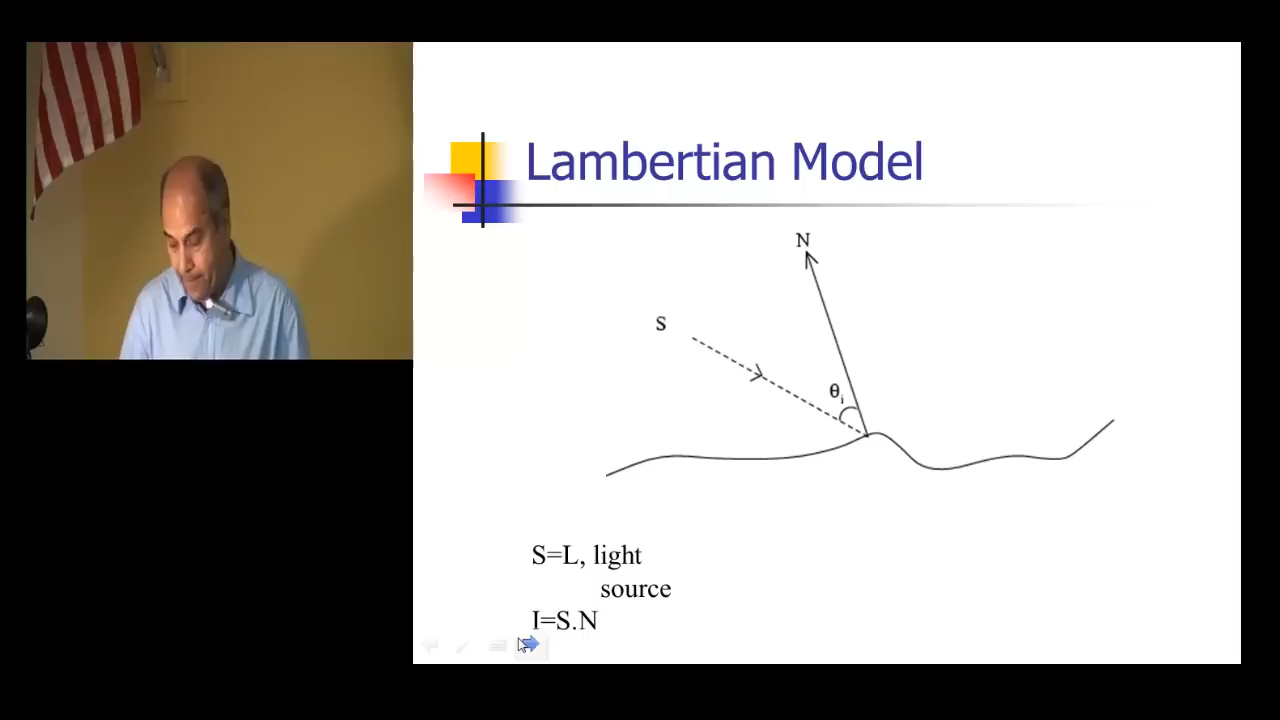 Lambertian Model
N
S
θi
S=L, light
source
I=S.N